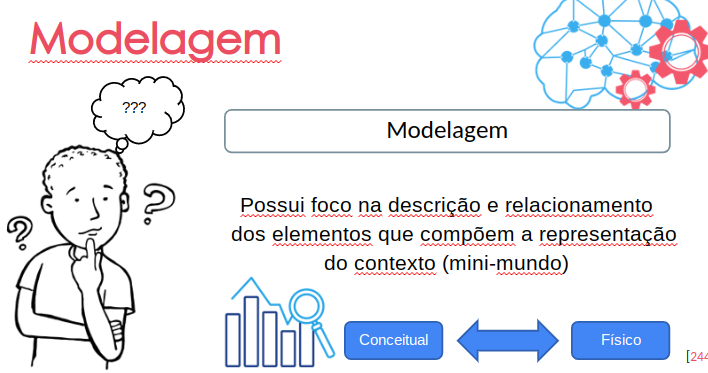 Modelagem
???
Modelagem
?
?
Possui foco na descrição e relacionamento
dos elementos que compõem a representação
do contexto (mini-mundo)
Conceitual
Físico
[244